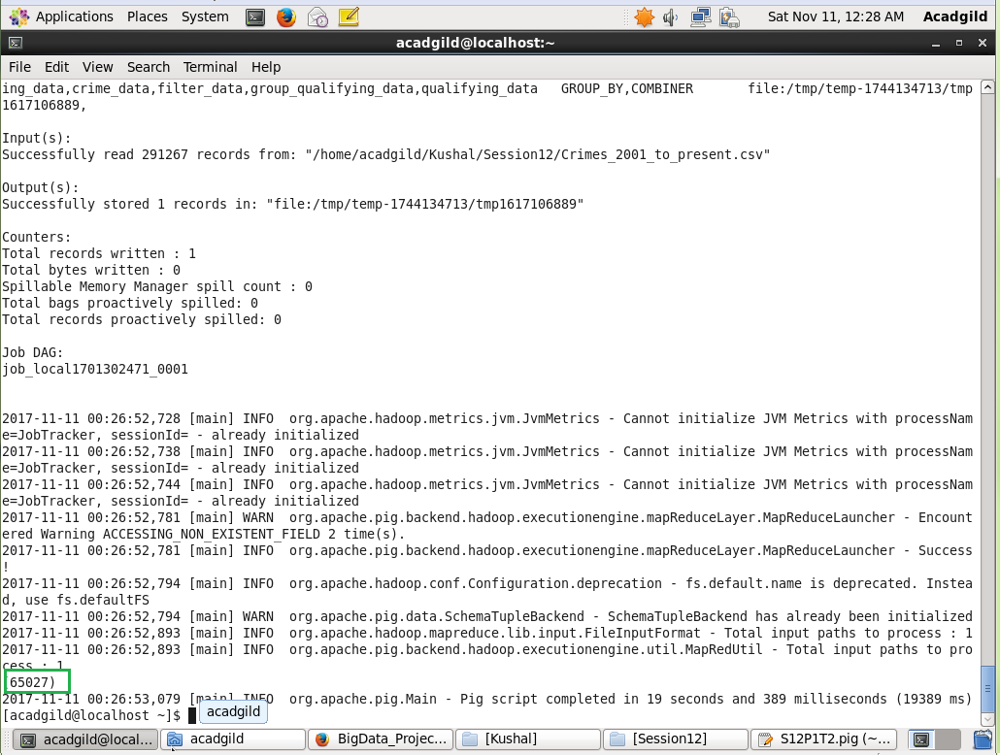 Applications Places System Sat Nov 11, 12:28 AM Acadgild
acadgild@localhost:~
File Edit View Search Terminal Help
ing_data,crime_data,filter_data,group_qualifying_data,qualifying_data GROUP_BY,COMBINER file:/tmp/temp-1744134713/tmp
1617106889,
Input(s):
Successfully read 291267 records from: "/home/acadgild/Kushal/Session12/Crimes_2001_to_present.csv"
Output(s):
Successfully stored 1 records in: "file:/tmp/temp-1744134713/tmp1617106889"
Counters:
Total records written : 1
Total bytes written : 0
Spillable Memory Manager spill count : 0
Total bags proactively spilled: 0
Total records proactively spilled: 0
Job DAG:
job_local1701302471_0001
2017-11-11 00:26:52,728 [main] INFO org.apache.hadoop.metrics.jvm.JvmMetrics - Cannot initialize JVM Metrics with processNam
e=JobTracker, sessionId= - already initialized
2017-11-11 00:26:52,738 [main] INFO org.apache.hadoop.metrics.jvm.JvmMetrics - Cannot initialize JVM Metrics with processNam
e=JobTracker, sessionId= - already initialized
2017-11-11 00:26:52,744 [main] INFO org.apache.hadoop.metrics.jvm.JvmMetrics - Cannot initialize JVM Metrics with processNam
e=JobTracker, sessionId= - already initialized
2017-11-11 00:26:52,781 [main] WARN org.apache.pig.backend.hadoop.executionengine.mapReduceLayer.MapReduceLauncher - Encount
ered Warning ACCESSING_NON_EXISTENT_FIELD 2 time(s).
2017-11-11 00:26:52,781 [main] INFO org.apache.pig.backend.hadoop.executionengine.mapReduceLayer.MapReduceLauncher - Success
!
2017-11-11 00:26:52,794 [main] INFO org.apache.hadoop.conf.Configuration.deprecation - fs.default.name is deprecated. Instea
d, use fs.defaultFS
2017-11-11 00:26:52,794 [main] WARN org.apache.pig.data.SchemaTupleBackend - SchemaTupleBackend has already been initialized
2017-11-11 00:26:52,893 [main] INFO org.apache.hadoop.mapreduce.lib.input.FileInputFormat - Total input paths to process : 1
2017-11-11 00:26:52,893 [main] INFO org.apache.pig.backend.hadoop.executionengine.util.MapRedUtil - Total input paths to pro
cess : 1
(65027)
2017-11-11 00:26:53,079 [main] INFO org.apache.pig.Main - Pig script completed in 19 seconds and 389 milliseconds (19389 ms)
[acadgild@localhost ~]$
acadgild
acadgild@local... acadgild BigData_Projec... [Kushal] [Session12] S12P1T2.pig (~...